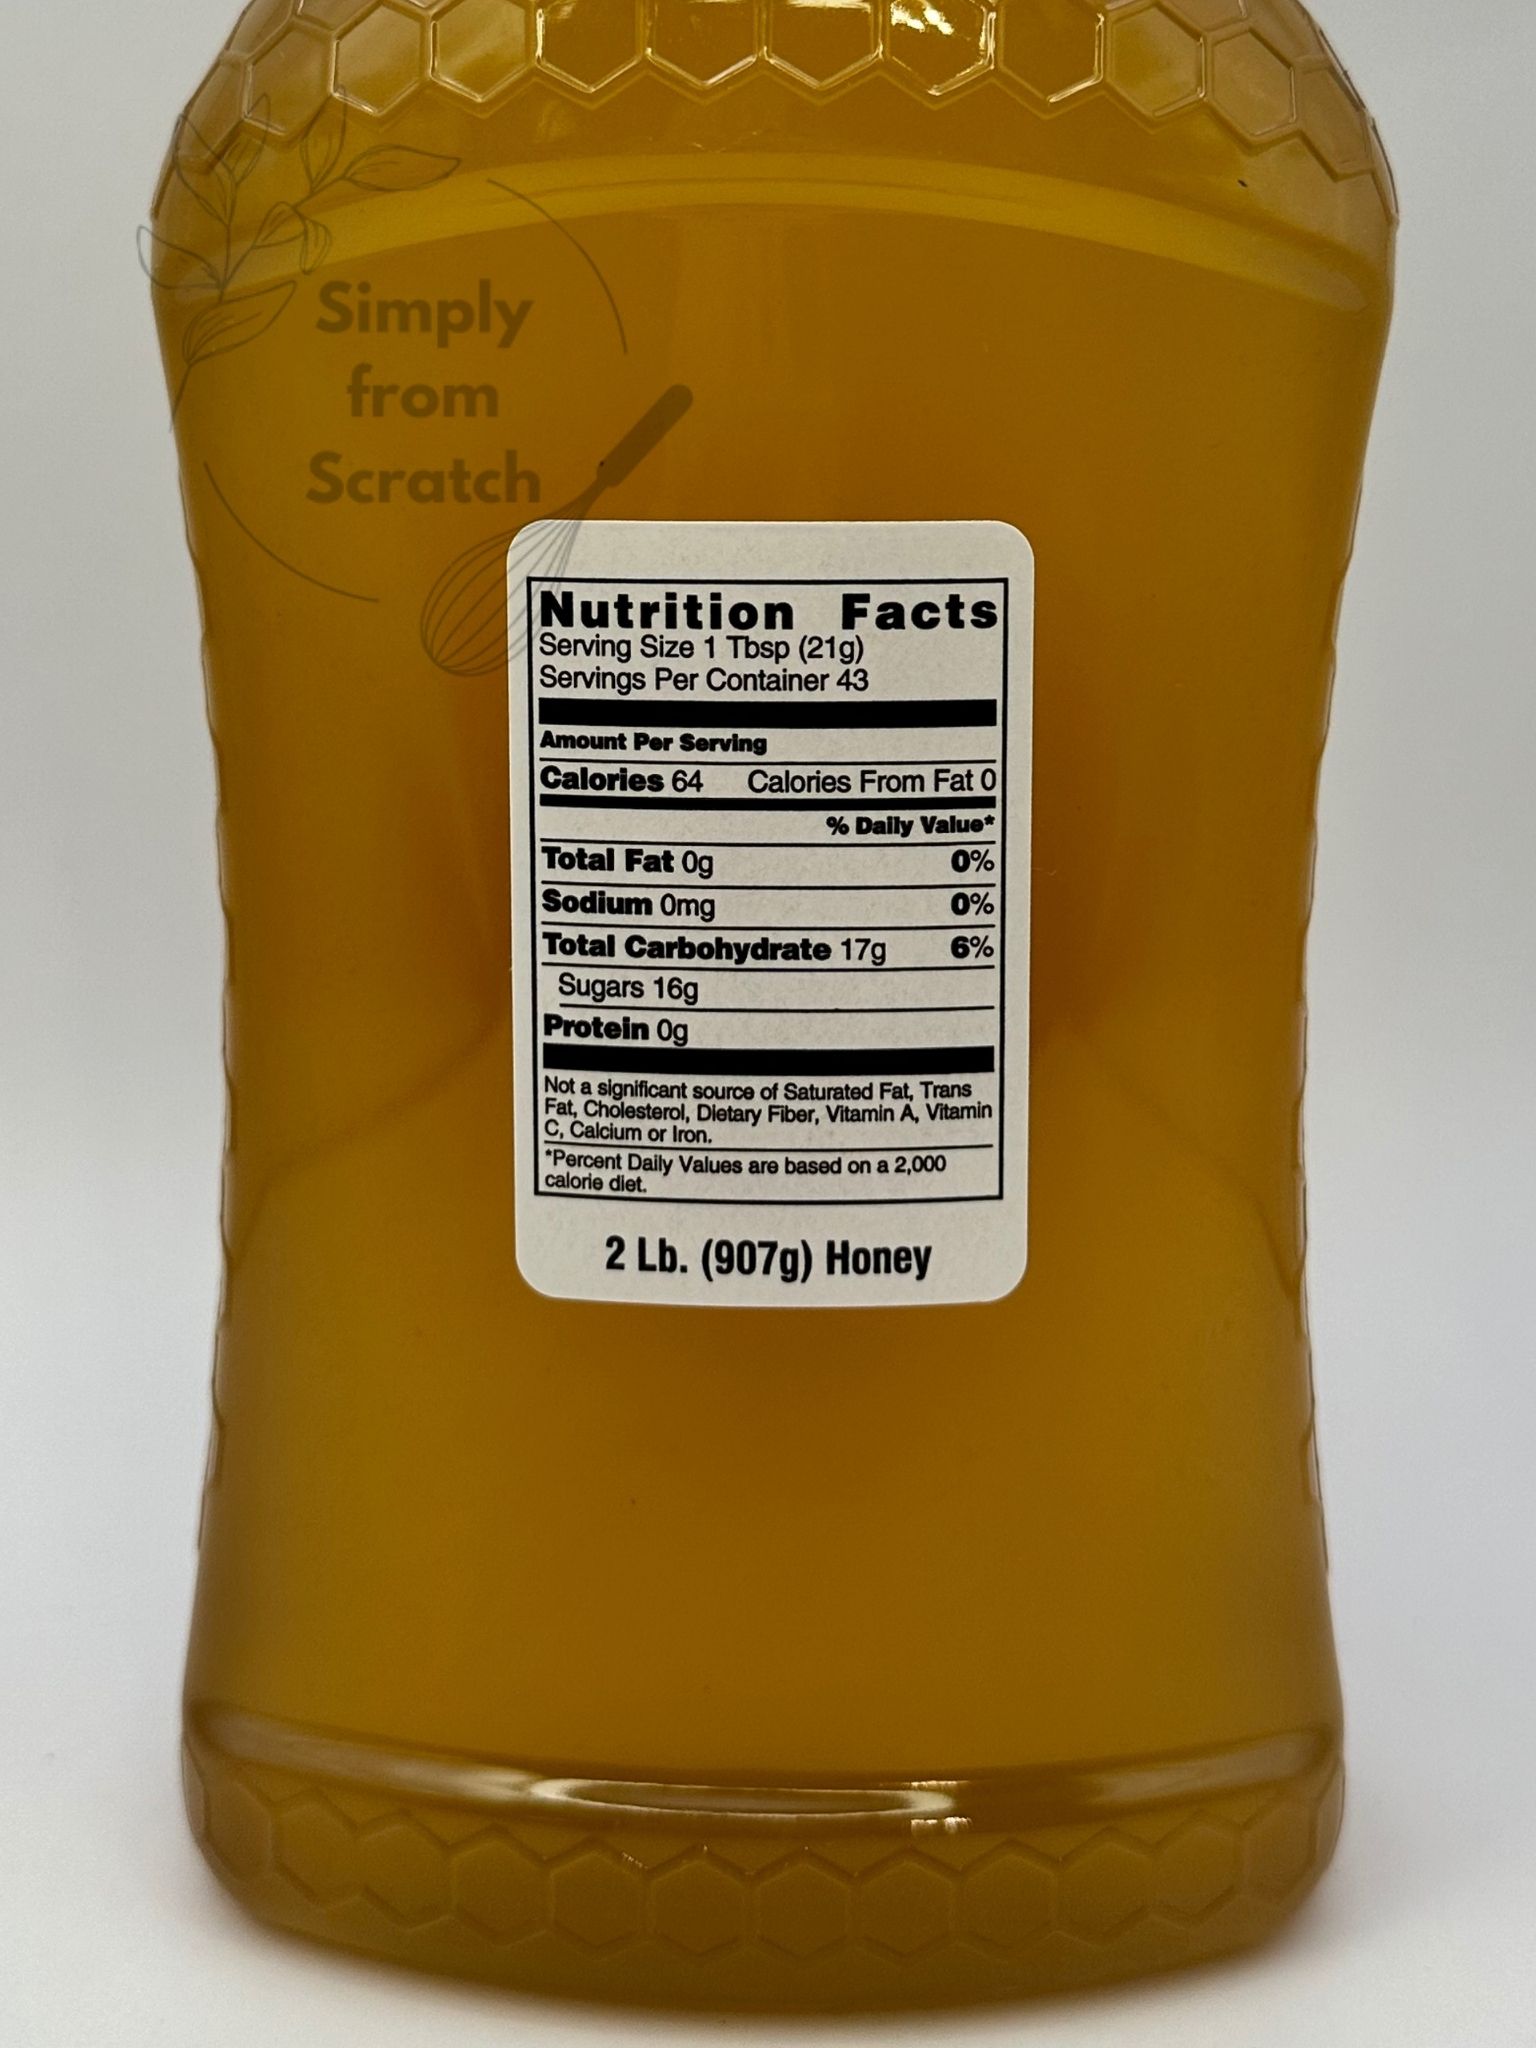 Simply
from
Scratch
Nutrition Facts
Serving Size 1 Tbsp (21g)
Servings Per Container 43
Amount Per Serving
Calories 64 Calories From Fat 0
% Daily Value*
Total Fat 0g 0%
Sodium 0mg 0%
Total Carbohydrate 17g 6%
Sugars 16g
Protein 0g
Not a significant source of Saturated Fat, Trans
Fat, Cholesterol, Dietary Fiber, Vitamin A, Vitamin
C, Calcium or Iron.
*Percent Daily Values are based on a 2,000
calorie diet.
2 Lb. (907g) Honey